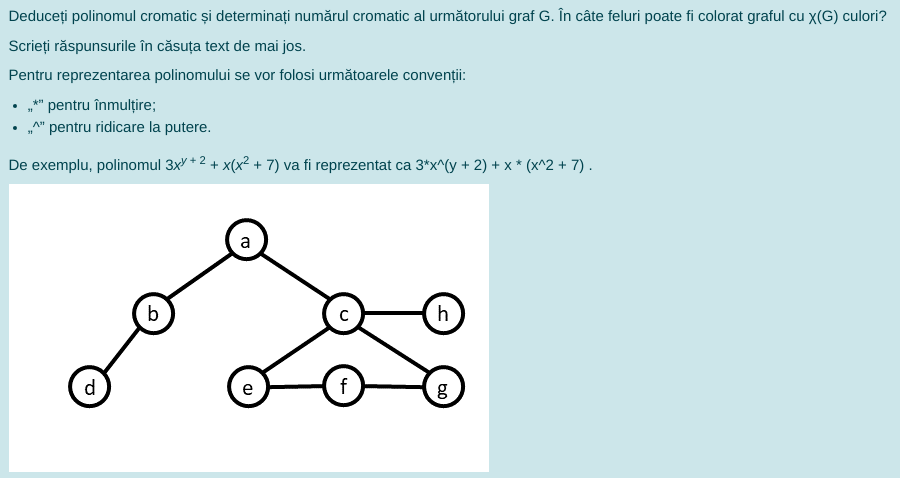 Deduceți polinomul cromatic și determinați numărul cromatic al următorului graf G. În câte feluri poate fi colorat graful cu χ(G) culori?
Scrieți răspunsurile în căsuța text de mai jos.
Pentru reprezentarea polinomului se vor folosi următoarele convenții:
• „*” pentru înmulțire;
• „^” pentru ridicare la putere.
De exemplu, polinomul 3x^{y + 2} + x(x² + 7) va fi reprezentat ca 3*x^(y + 2) + x * (x^2 + 7) .
a
b c h
d e f g